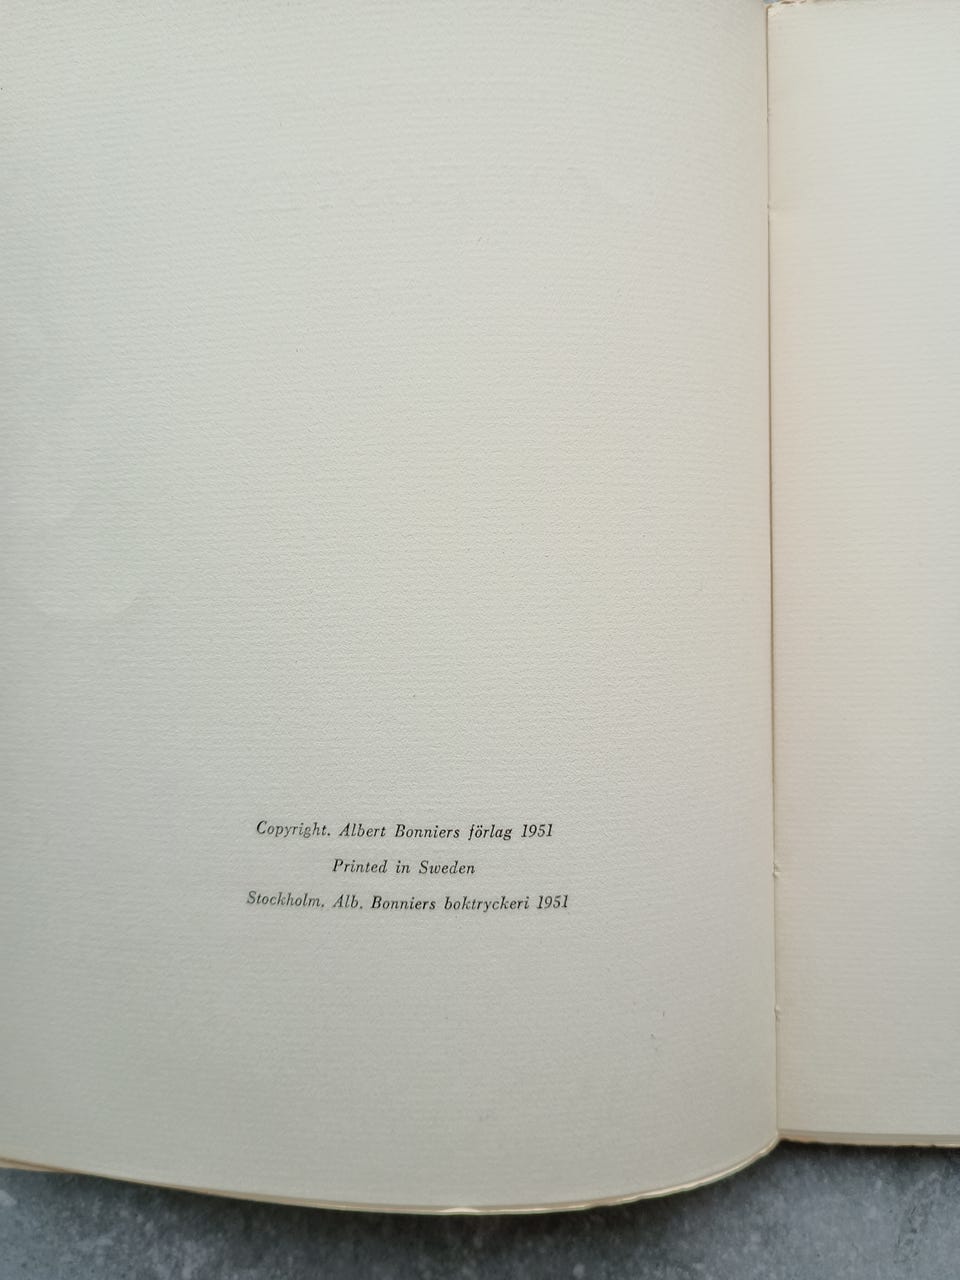 Copyright. Albert Bonniers förlag 1951
Printed in Sweden
Stockholm, Alb. Bonniers boktryckeri 1951